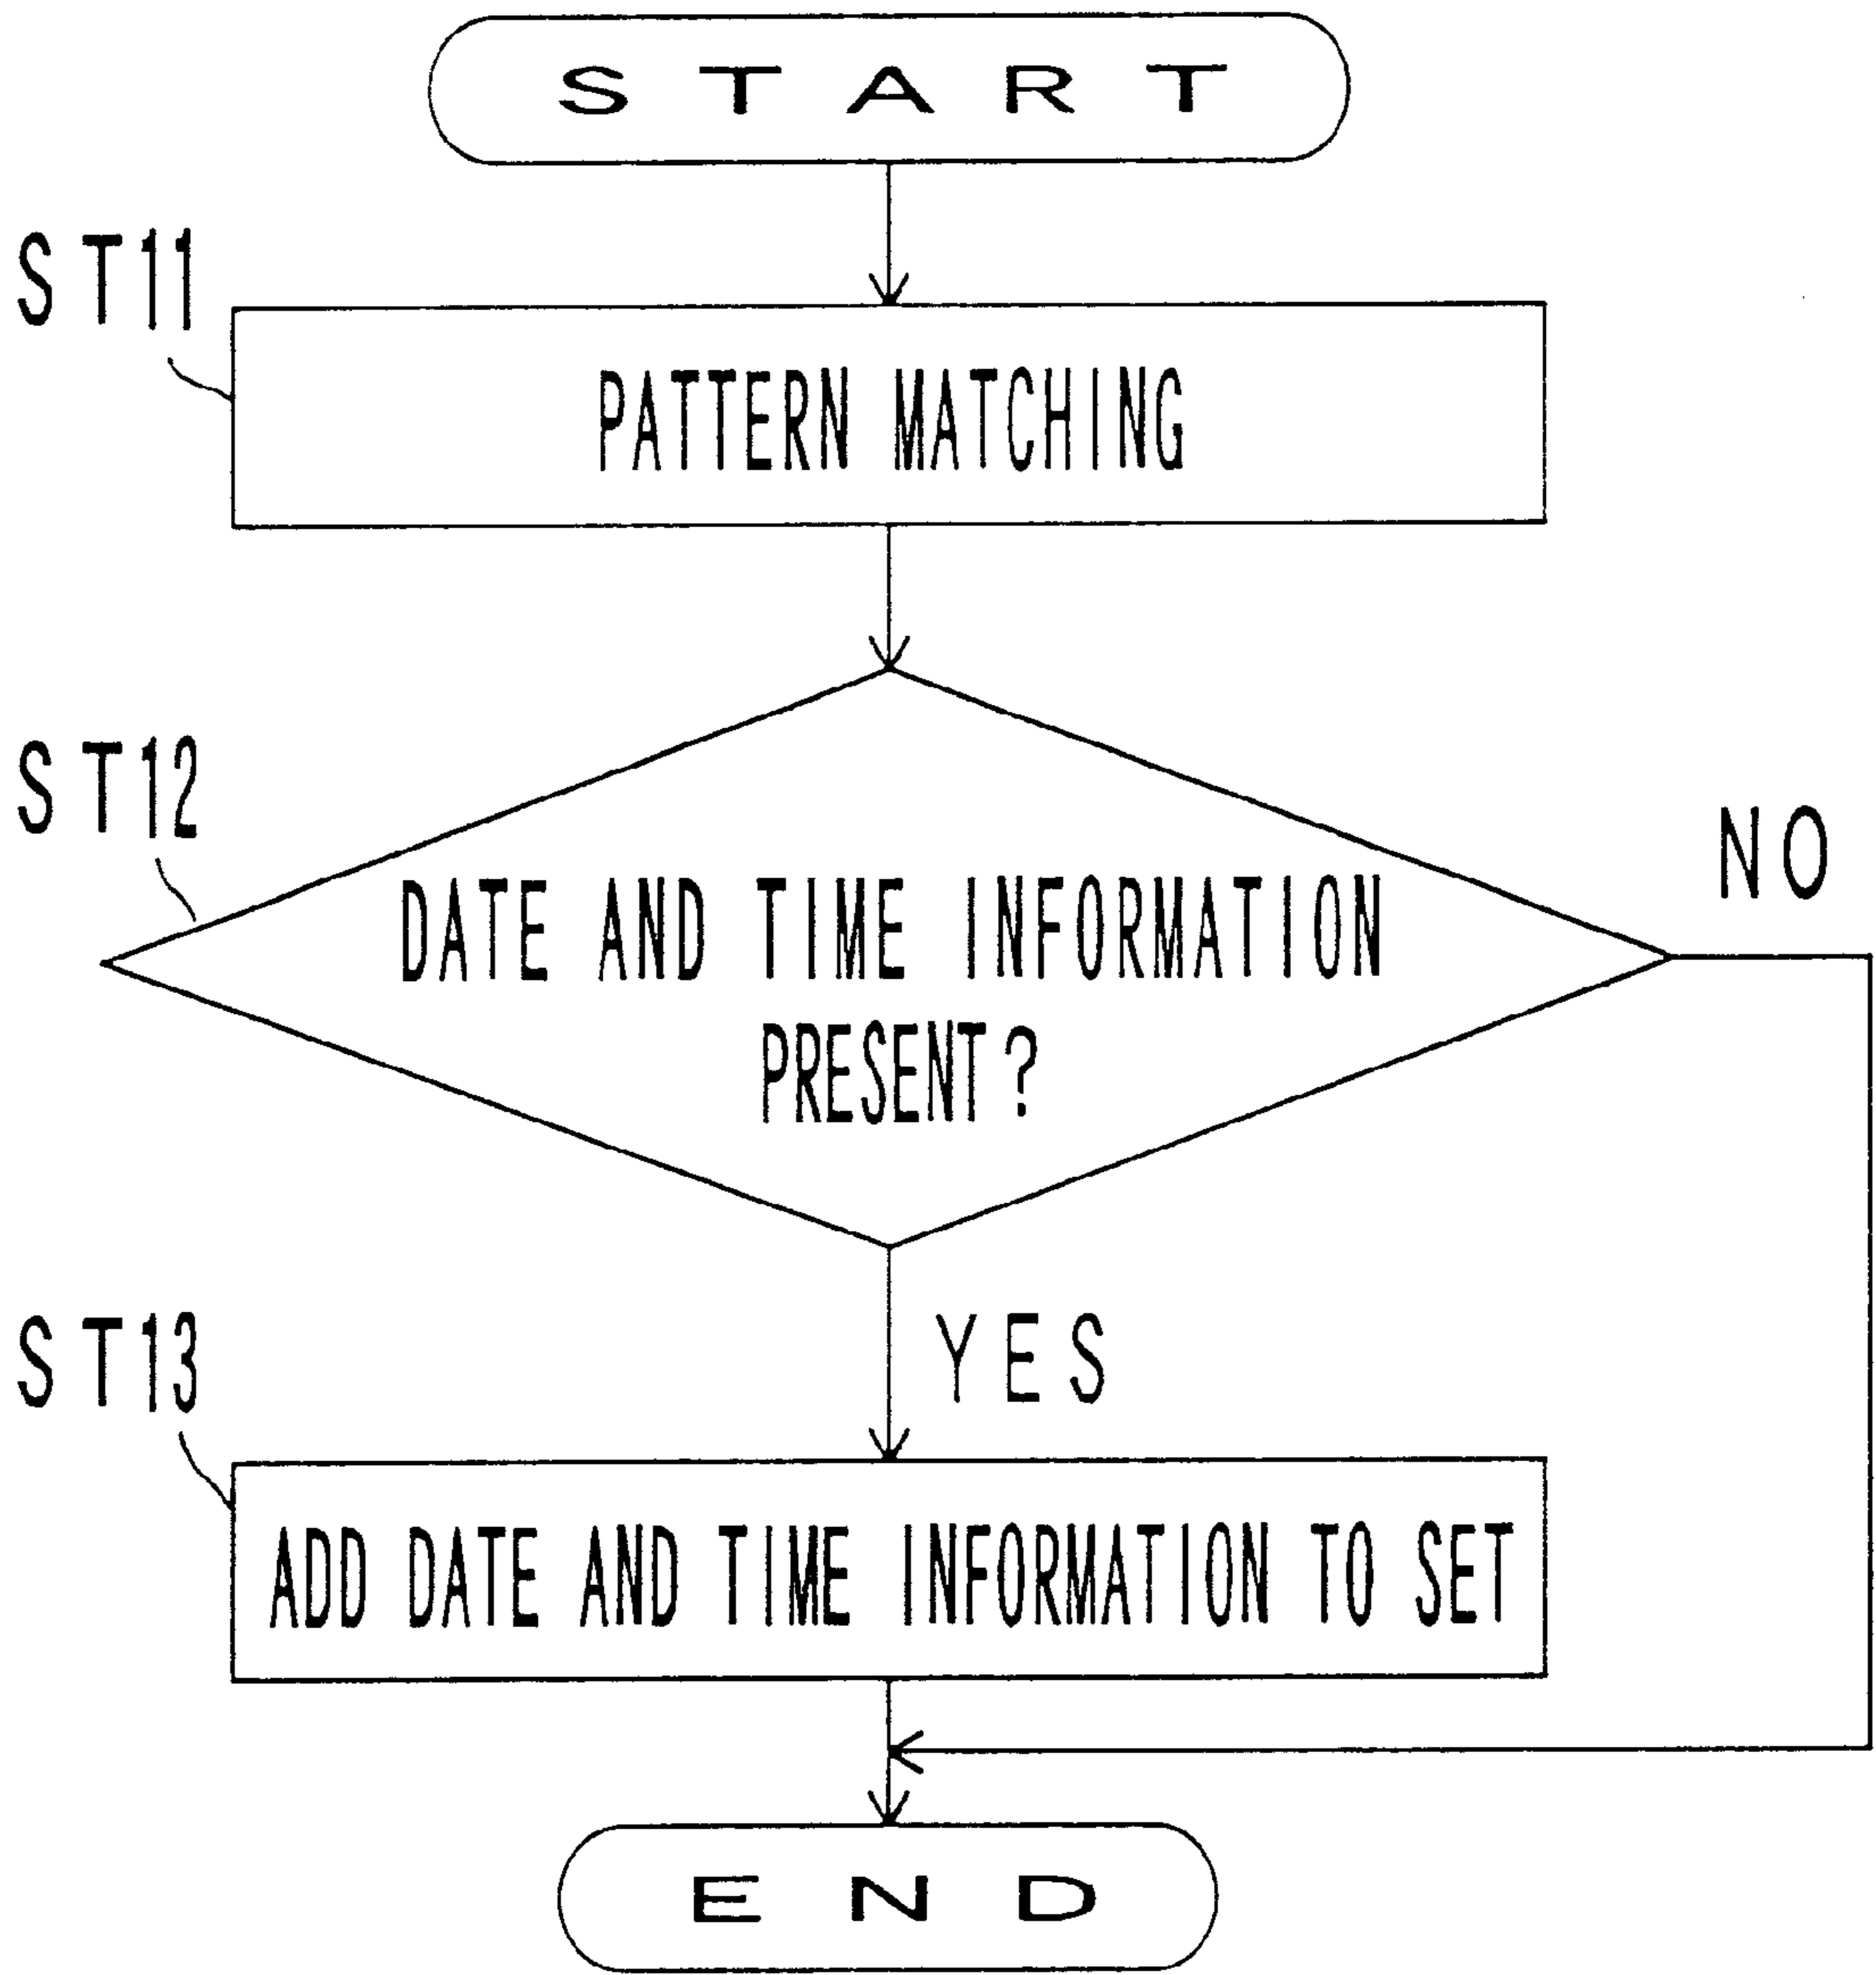 START
ST11
PATTERN MATCHING
ST12
NO
DATE AND TIME INFORMATION
PRESENT?
ST13
YES
ADD DATE AND TIME INFORMATION TO SET
END